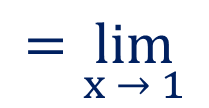 = lim
x → 1